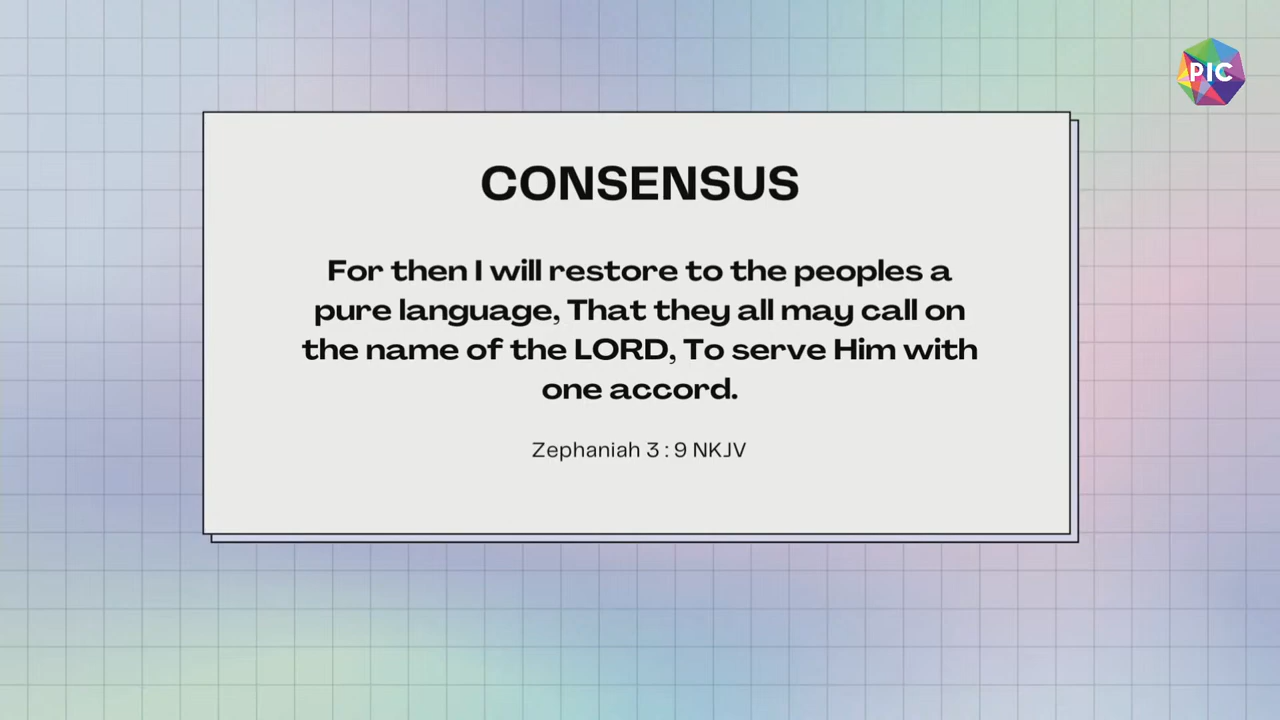 PIC
CONSENSUS
For then I will restore to the peoples a
pure language, That they all may call on
the name of the LORD, To serve Him with
one accord.
Zephaniah 3 : 9 NKJV